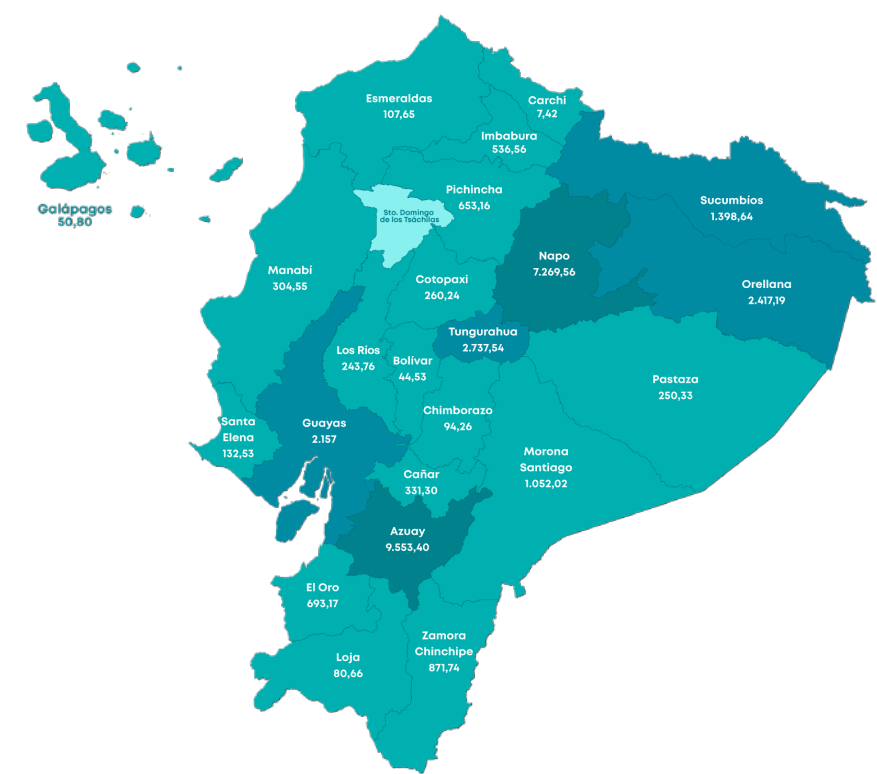 Esmeraldas
107,65
Carchi
7,42
Imbabura
536,56
Galápagos
50,80
Pichincha
653,16
Sto. Domingo
de los Tsáchilas
Sucumbíos
1.398,64
Manabí
304,55
Napo
7.269,56
Cotopaxi
260,24
Orellana
2.417,19
Tungurahua
2.737,54
Los Ríos
243,76
Bolívar
44,53
Pastaza
250,33
Chimborazo
94,26
Santa
Elena
132,53
Guayas
2.157
Morona
Santiago
1.052,02
Cañar
331,30
Azuay
9.553,40
El Oro
693,17
Zamora
Chinchipe
871,74
Loja
80,66